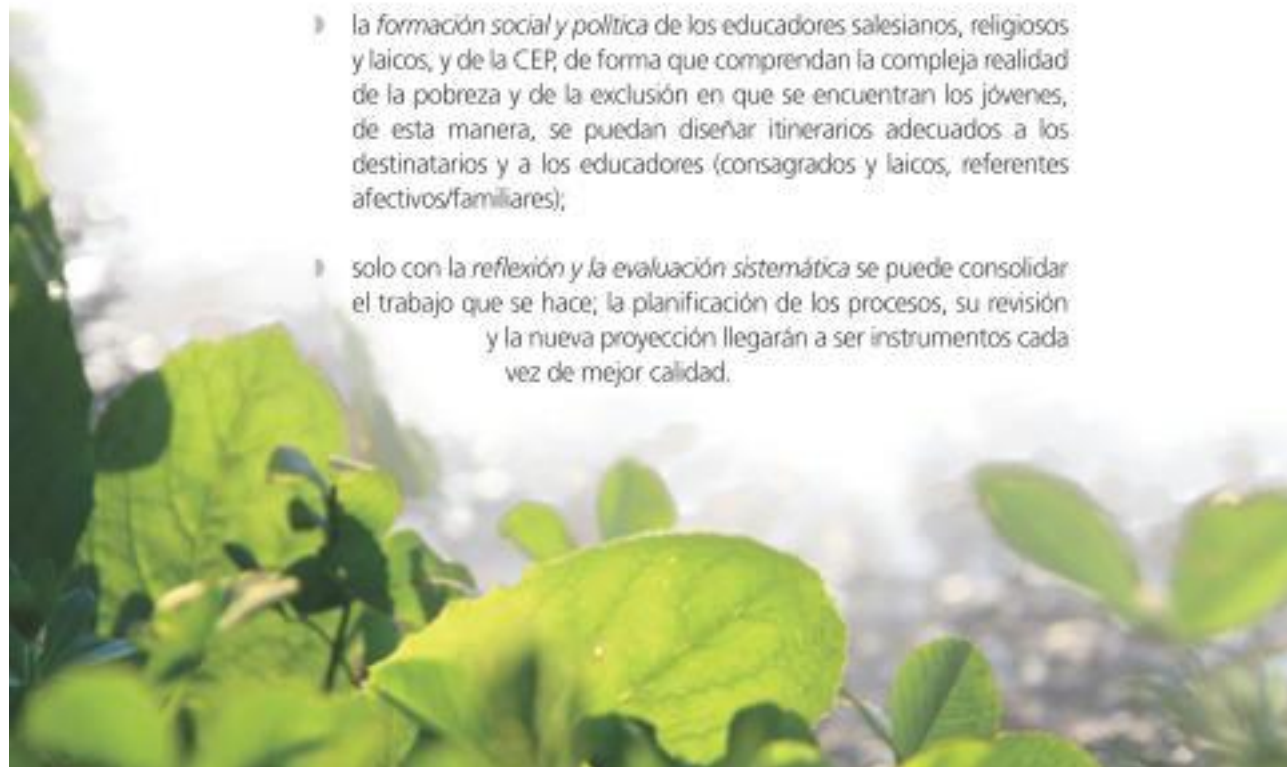 la formación social y política de los educadores salesianos, religiosos
y laicos, y de la CEP, de forma que comprendan la compleja realidad
de la pobreza y de la exclusión en que se encuentran los jóvenes,
de esta manera, se puedan diseñar itinerarios adecuados a los
destinatarios y a los educadores (consagrados y laicos, referentes
afectivos/familiares);
solo con la reflexión y la evaluación sistemática se puede consolidar
el trabajo que se hace; la planificación de los procesos, su revisión
y la nueva proyección llegarán a ser instrumentos cada
vez de mejor calidad.